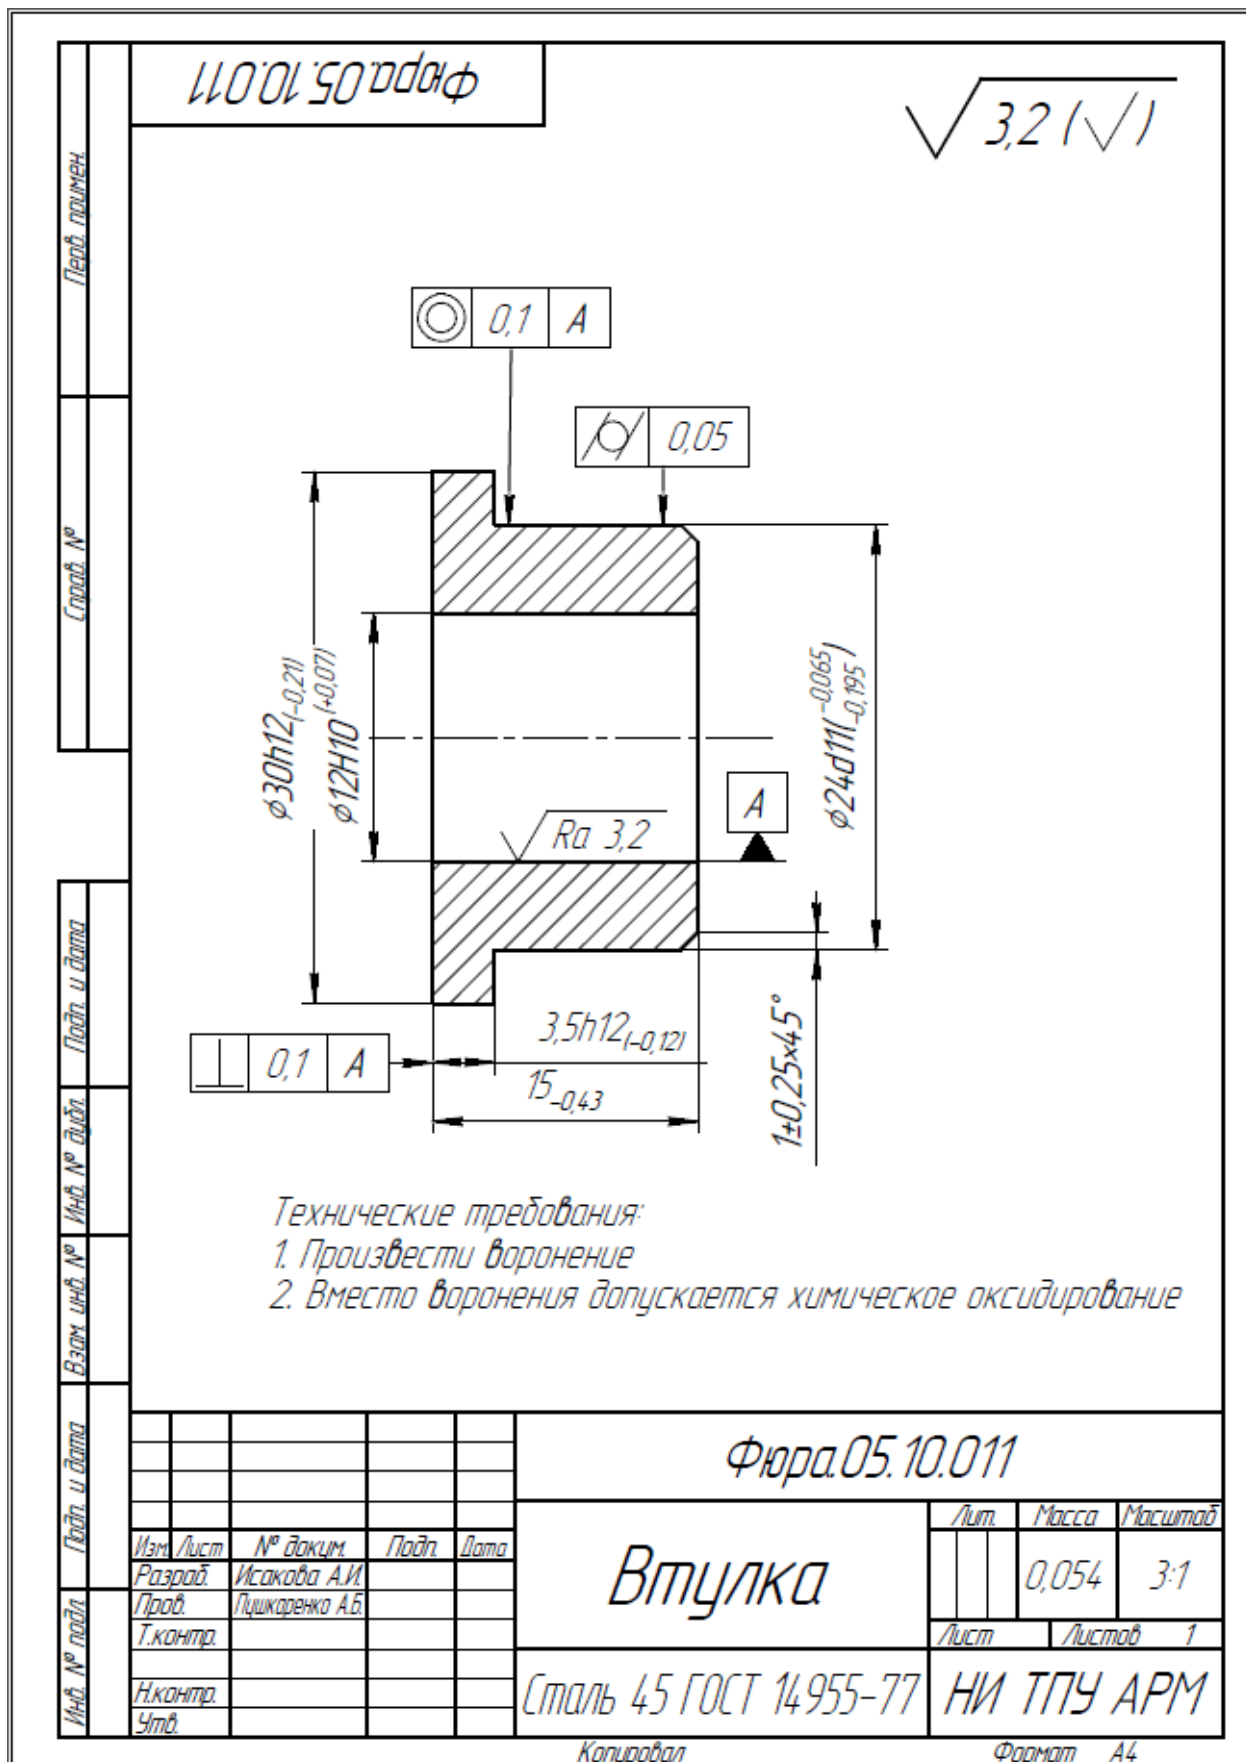 Фюра.05.10.011
3,2 (√)
Перв. примен.
Справ. №
Подп. и дата
Инв. № дубл.
Взам. инв. №
Подп. и дата
Инв. № подл.
0,1 А
0,05
ϕ30h12(-0,21)
ϕ12H10(+0,07)
ϕ24d11(-0,065 -0,195)
А
Ra 3,2
0,1 А
3,5h12(-0,12)
15-0,43
1±0,25×45°
Технические требования:
1. Произвести воронение
2. Вместо воронения допускается химическое оксидирование
Фюра.05.10.011
Изм. Лист № докум. Подп. Дата
Разраб. Исакова А.И.
Пров. Пушкаренко А.Б.
Т.контр.
Н.контр.
Утв.
Втулка
Лит. Масса Масштаб
0,054 3:1
Лист Листов 1
Сталь 45 ГОСТ 14955-77
НИ ТПУ АРМ
Копировал Формат А4